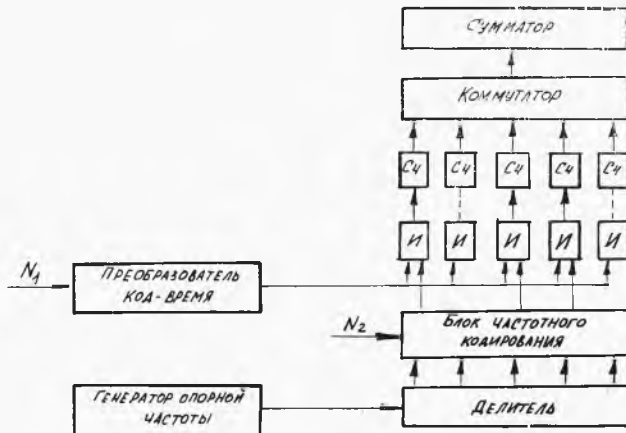 СУММАТОР
КОММУТАТОР
СЧ СЧ СЧ СЧ СЧ
И И И И И
N1
ПРЕОБРАЗОВАТЕЛЬ
КОД-ВРЕМЯ
N2
БЛОК ЧАСТОТНОГО
КОДИРОВАНИЯ
ГЕНЕРАТОР ОПОРНОЙ
ЧАСТОТЫ
ДЕЛИТЕЛЬ